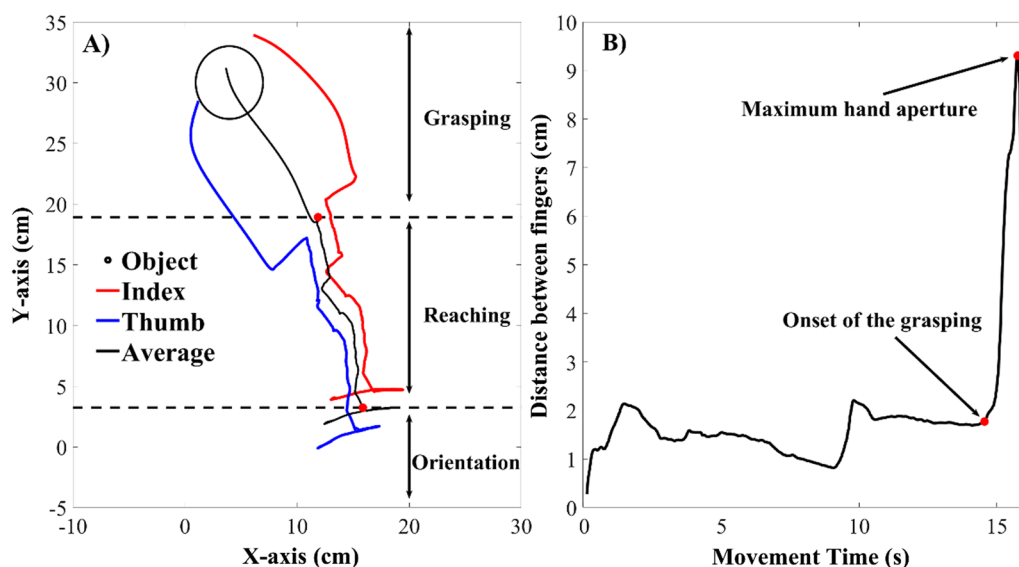 A)
Y-axis (cm)
35
30
25
20
15
10
5
0
-5
-10
0
10
20
30
X-axis (cm)
Object
Index
Thumb
Average
Grasping
Reaching
Orientation
B)
Distance between fingers (cm)
10
9
8
7
6
5
4
3
2
1
0
0
5
10
15
Movement Time (s)
Maximum hand aperture
Onset of the grasping